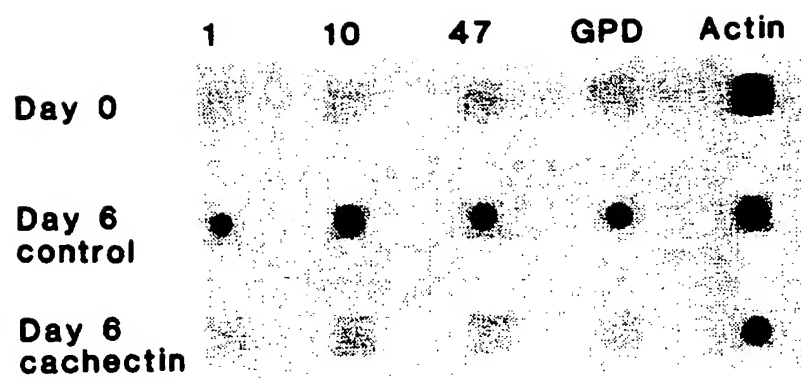 1 10 47 GPD Actin
Day 0
Day 6
control
Day 6
cachectin